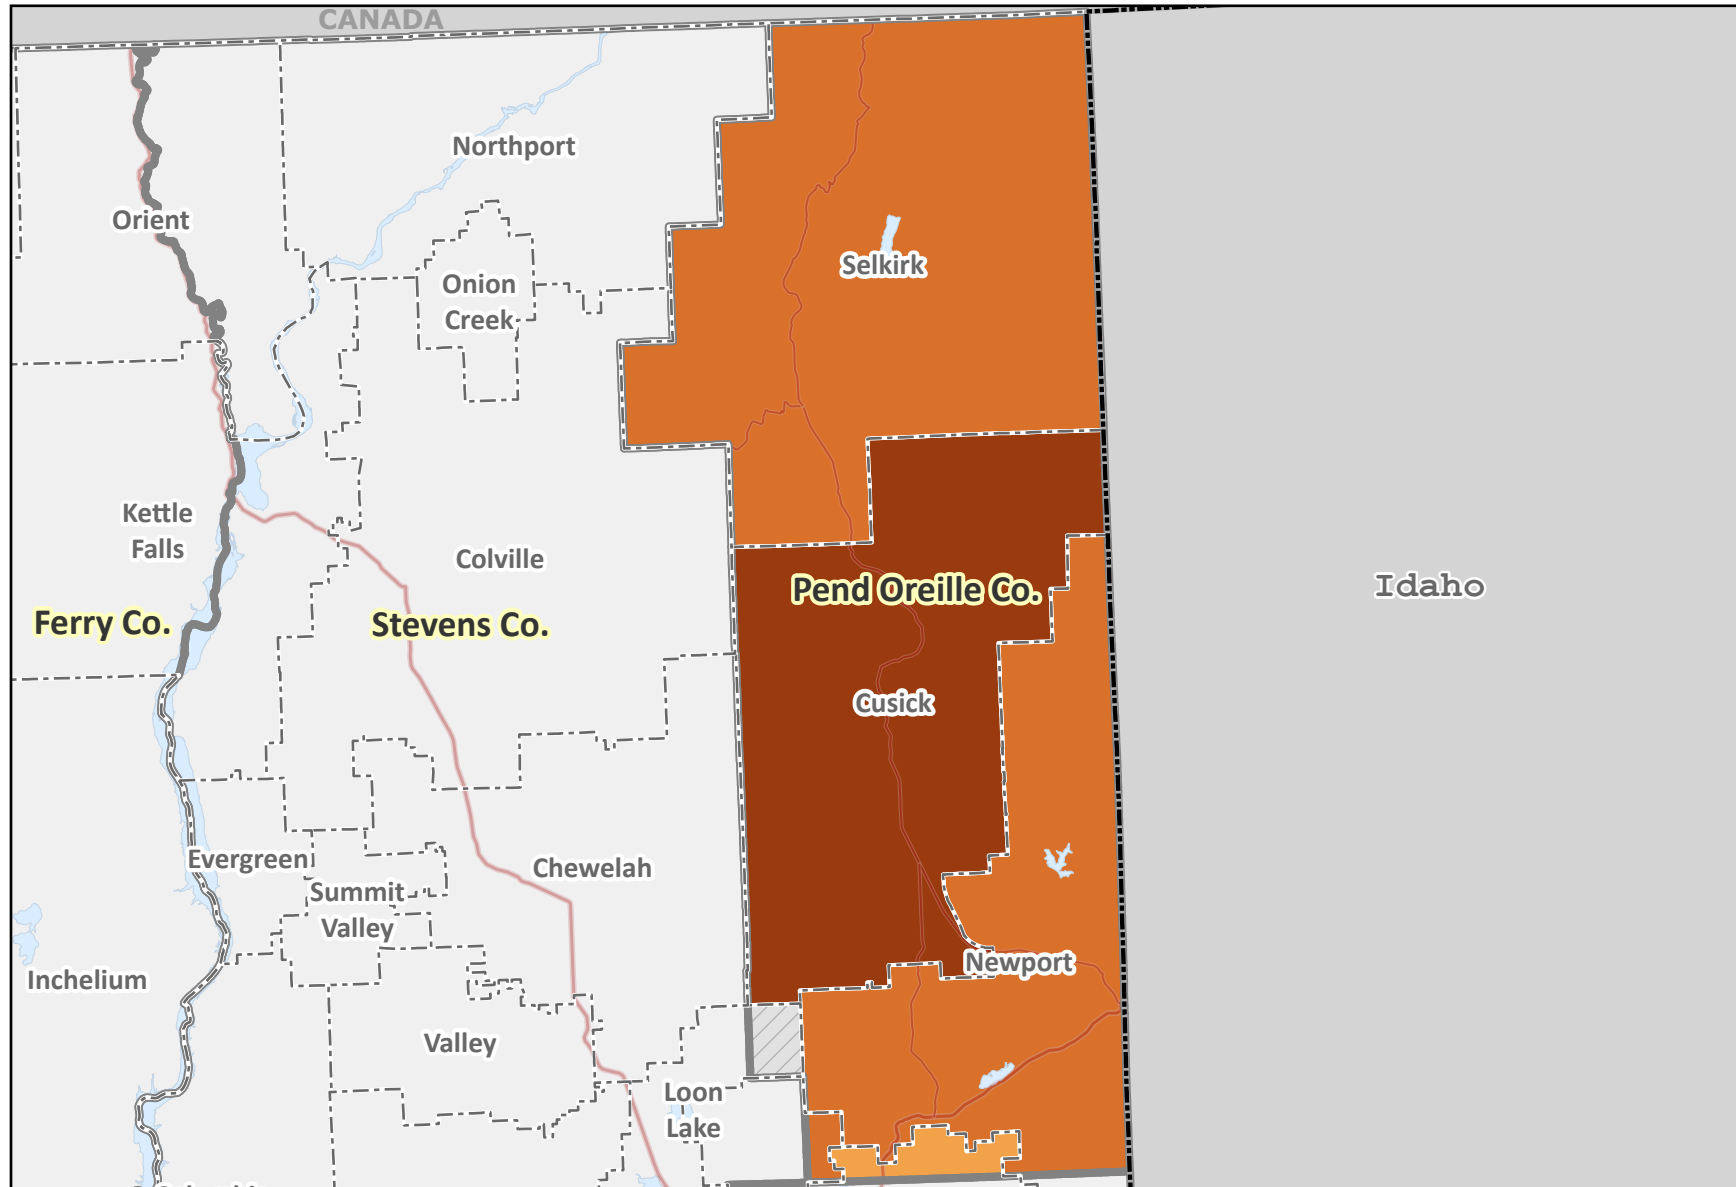 CANADA
Northport
Orient
Onion
Creek
Selkirk
Kettle
Falls
Colville
Pend Oreille Co.
Idaho
Ferry Co.
Stevens Co.
Cusick
Evergreen
Chewelah
Summit
Valley
Newport
Inchelium
Valley
Loon
Lake